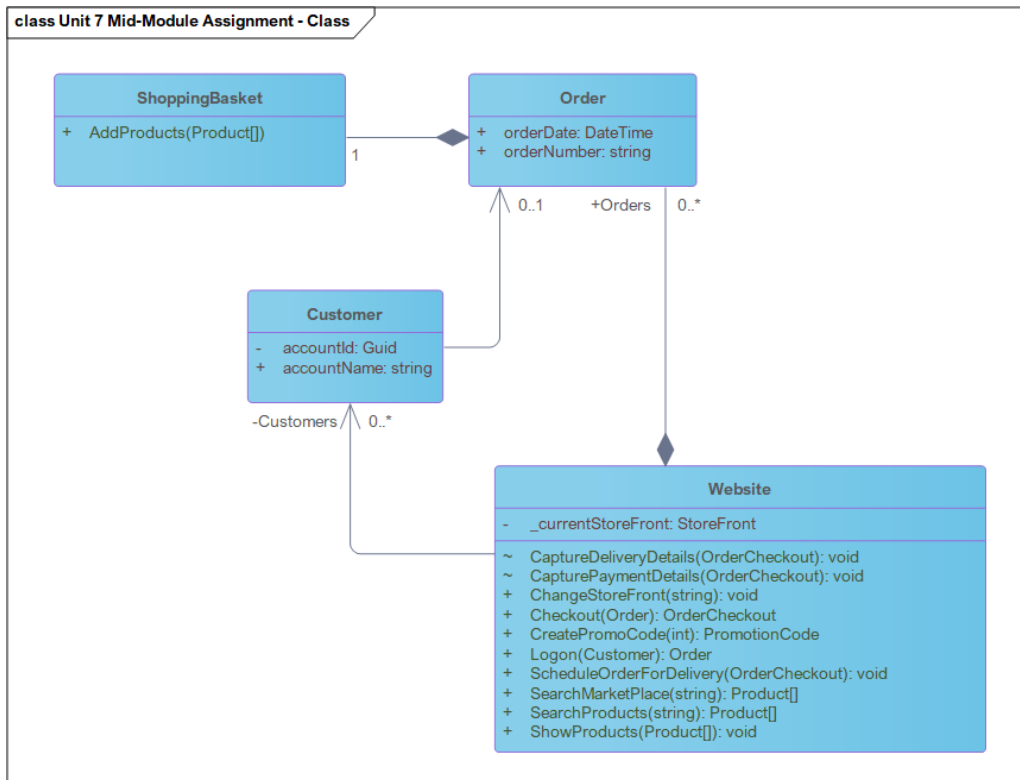 class Unit 7 Mid-Module Assignment - Class
ShoppingBasket
+ AddProducts(Product[])
1
Order
+ orderDate: DateTime
+ orderNumber: string
0..1
+Orders
0..*
Customer
- accountId: Guid
+ accountName: string
-Customers
0..*
Website
- _currentStoreFront: StoreFront
~ CaptureDeliveryDetails(OrderCheckout): void
~ CapturePaymentDetails(OrderCheckout): void
+ ChangeStoreFront(string): void
+ Checkout(Order): OrderCheckout
+ CreatePromoCode(int): PromotionCode
+ Logon(Customer): Order
+ ScheduleOrderForDelivery(OrderCheckout): void
+ SearchMarketPlace(string): Product[]
+ SearchProducts(string): Product[]
+ ShowProducts(Product[]): void